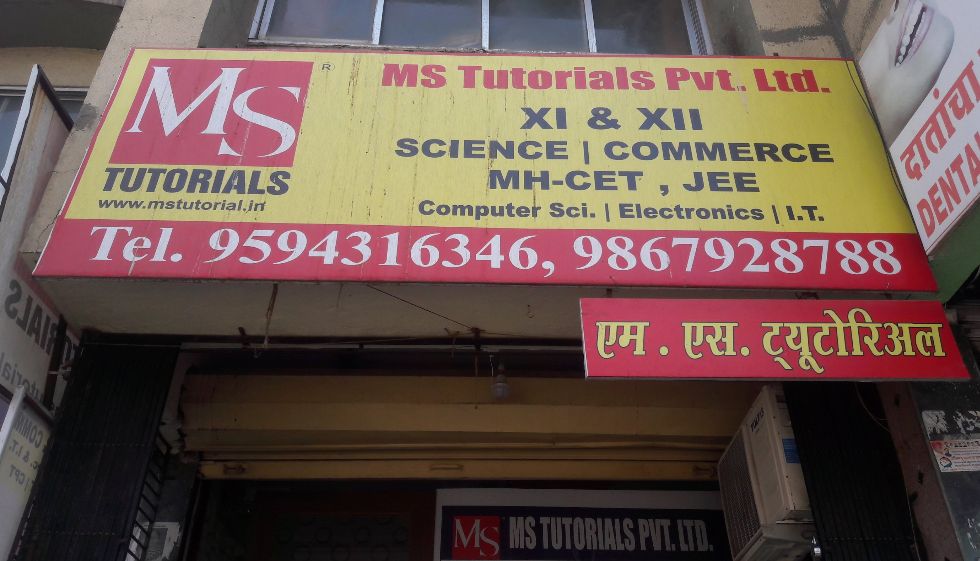 MS
®
TUTORIALS
www.mstutorial.in
MS Tutorials Pvt. Ltd.
XI & XII
SCIENCE | COMMERCE
MH-CET , JEE
Computer Sci. | Electronics | I.T.
Tel. 9594316346, 9867928788
एम . एस. ट्यूटोरिअल
MS MS TUTORIALS PVT. LTD.
दातांचा
DENTA